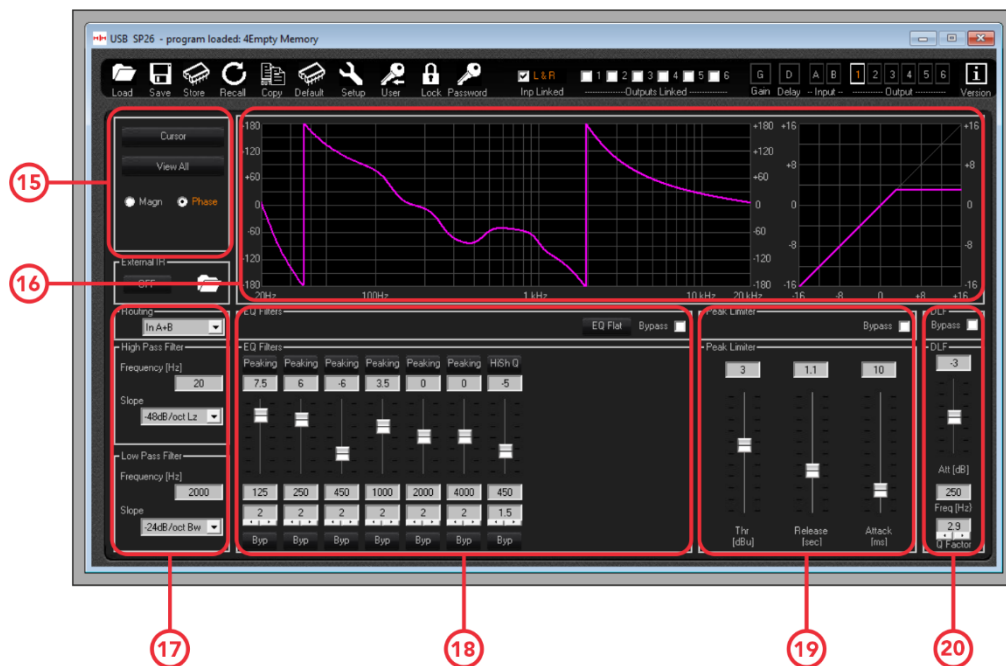 USB SP26 - program loaded: 4Empty Memory
Load Save Store Recall Copy Default Setup User Lock Password
L & R
Inp Linked
1 2 3 4 5 6
Outputs Linked
G D A B 1 2 3 4 5 6
Gain Delay Input Output Version
Cursor
View All
Magn Phase
External IR
OFF
+180 +180 +16 +16
-120 +120
+60 +60 +8 +8
0 0 0 0
-60 -60
-120 -120 -8 -8
-180 -180 -16 -16
20Hz 100Hz 1 kHz 10 kHz 20 kHz -16 -8 0 +8 +16
Routing
In A+B
High Pass Filter
Frequency [Hz]
20
Slope
-48dB/oct Lz
Low Pass Filter
Frequency [Hz]
2000
Slope
-24dB/oct Bw
EQ Filters
EQ Flat Bypass
EQ Filters
Peaking Peaking Peaking Peaking Peaking Peaking HiSh Q
7.5 6 -6 3.5 0 0 -5
125 250 450 1000 2000 4000 450
2 2 2 2 2 2 1.5
Byp Byp Byp Byp Byp Byp Byp
Peak Limiter
Bypass
Peak Limiter
3 1.1 10
Thr Release Attack
[dBu] [sec] [ms]
DLF
Bypass
DLF
-3
Att [dB]
250
Freq [Hz]
2.9
Q Factor
15
16
17
18
19
20